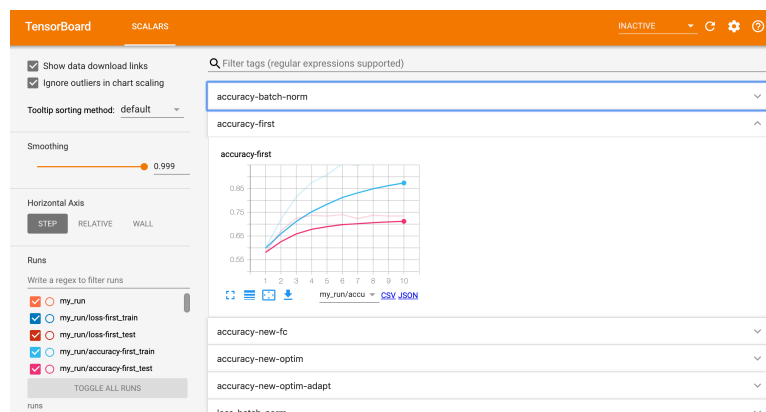 TensorBoard SCALARS INACTIVE
Show data download links
Ignore outliers in chart scaling
Tooltip sorting method: default
Smoothing
0.999
Horizontal Axis
STEP RELATIVE WALL
Runs
Write a regex to filter runs
my_run
my_run/loss-first_train
my_run/loss-first_test
my_run/accuracy-first_train
my_run/accuracy-first_test
TOGGLE ALL RUNS
runs
Filter tags (regular expressions supported)
accuracy-batch-norm
accuracy-first
accuracy-first
0.85
0.75
0.65
0.55
1 2 3 4 5 6 7 8 9 10
my_run/accu CSV JSON
accuracy-new-fc
accuracy-new-optim
accuracy-new-optim-adapt
loss-batch-norm